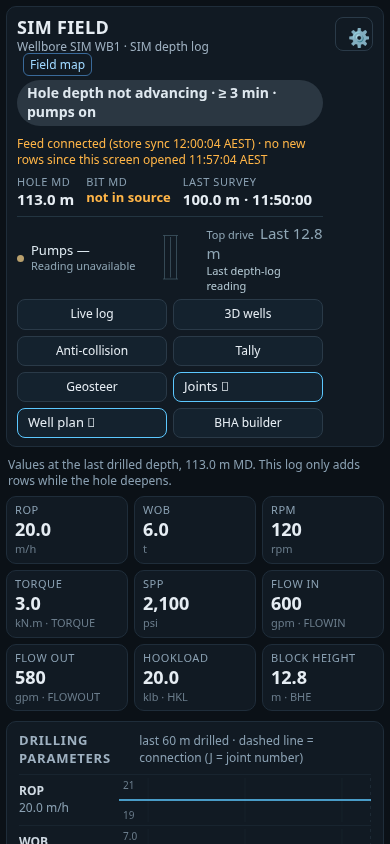 SIM FIELD
Wellbore SIM WB1 · SIM depth log
Field map
Hole depth not advancing · ≥ 3 min ·
pumps on
Feed connected (store sync 12:00:04 AEST) · no new
rows since this screen opened 11:57:04 AEST
HOLE MD BIT MD LAST SURVEY
113.0 m not in source 100.0 m · 11:50:00
Pumps —
Reading unavailable
Top drive Last 12.8
m
Last depth-log
reading
Live log 3D wells
Anti-collision Tally
Geosteer Joints
Well plan BHA builder
Values at the last drilled depth, 113.0 m MD. This log only adds
rows while the hole deepens.
ROP WOB RPM
20.0 6.0 120
m/h t rpm
TORQUE SPP FLOW IN
3.0 2,100 600
kN.m · TORQUE psi gpm · FLOWIN
FLOW OUT HOOKLOAD BLOCK HEIGHT
580 20.0 12.8
gpm · FLOWOUT klb · HKL m · BHE
DRILLING
PARAMETERS
last 60 m drilled · dashed line =
connection (J = joint number)
ROP
20.0 m/h
21
19
WOB
7.0